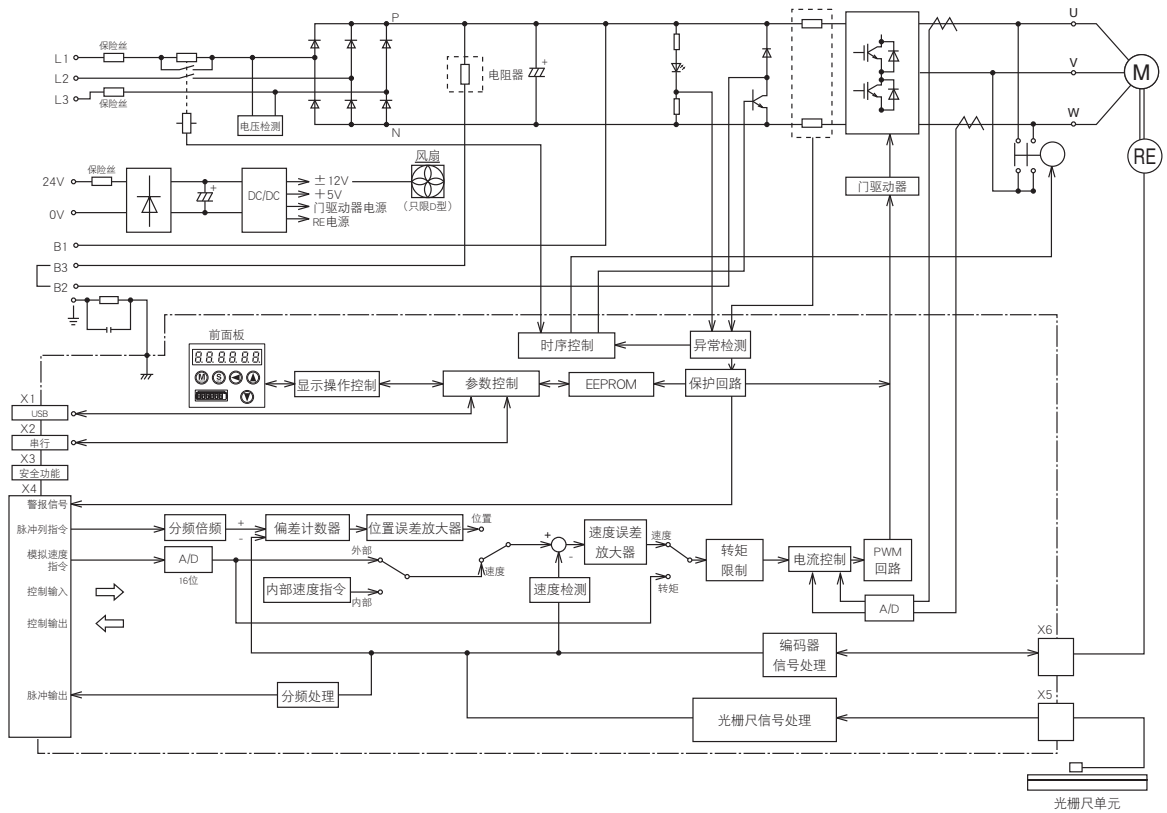 P
U
保险丝
L1
L2
L3
保险丝
电压检测
电阻器
+
N
V
W
M
RE
保险丝
24V
0V
+
DC/DC
±12V
+5V
门驱动器电源
RE电源
风扇
(只限D型)
门驱动器
B1
B3
B2
前面板
8.8.8.8.8.8
M
S
时序控制
异常检测
显示操作控制
参数控制
EEPROM
保护回路
X1
USB
X2
串行
X3
安全功能
X4
警报信号
脉冲列指令
模拟速度
指令
控制输入
控制输出
脉冲输出
分频倍频
+
-
偏差计数器
位置误差放大器
位置
A/D
16位
外部
内部速度指令
内部
速度
+
-
速度误差
放大器
速度检测
速度
转矩
转矩
限制
电流控制
PWM
回路
A/D
编码器
信号处理
X6
分频处理
光栅尺信号处理
X5
光栅尺单元